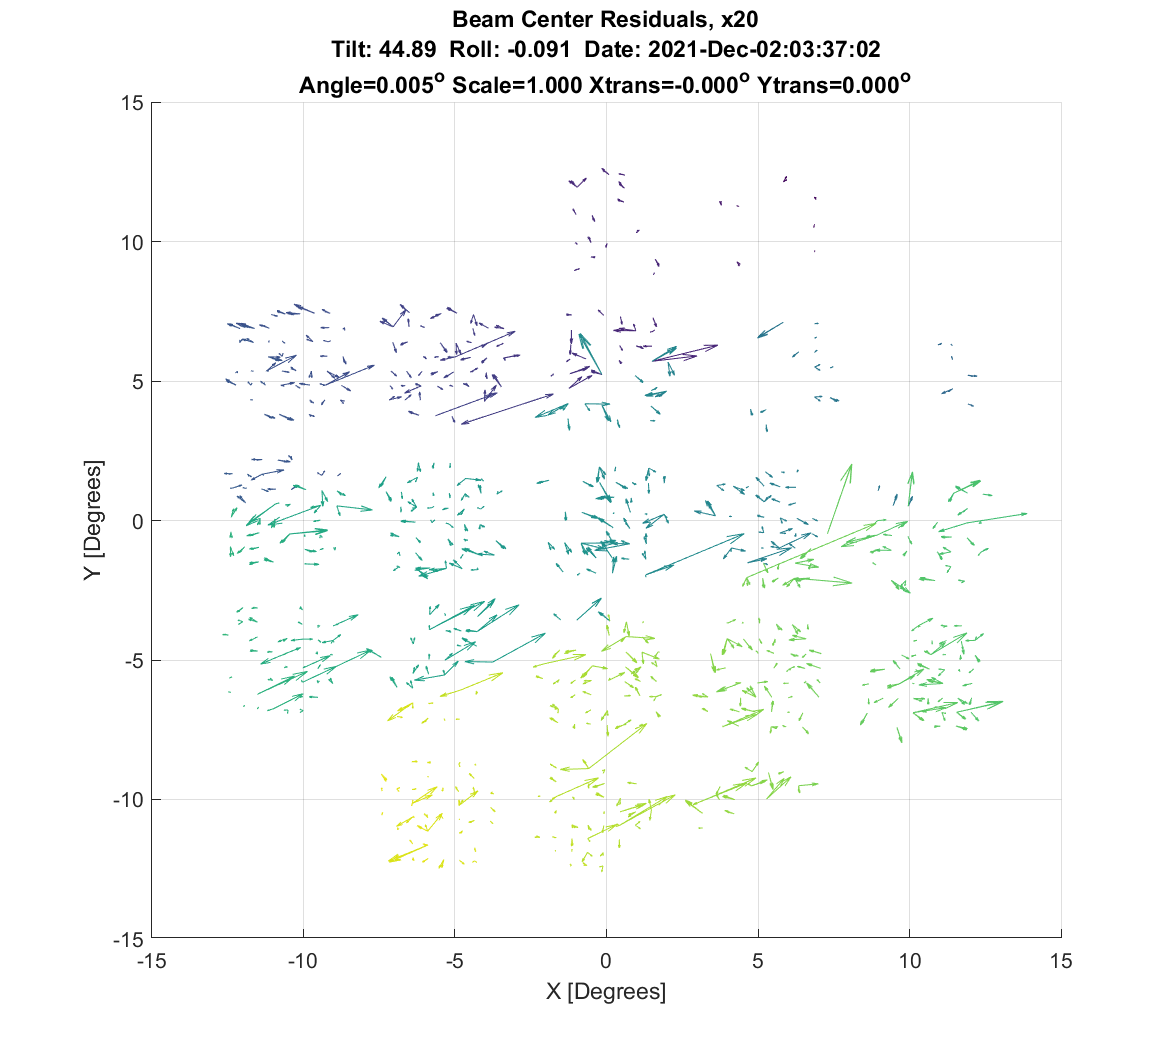 Beam Center Residuals, x20
Tilt: 44.89 Roll: -0.091 Date: 2021-Dec-02:03:37:02
Angle=0.005° Scale=1.000 Xtrans=-0.000° Ytrans=0.000°
15
10
5
0
-5
-10
-15
Y [Degrees]
-15 -10 -5 0 5 10 15
X [Degrees]